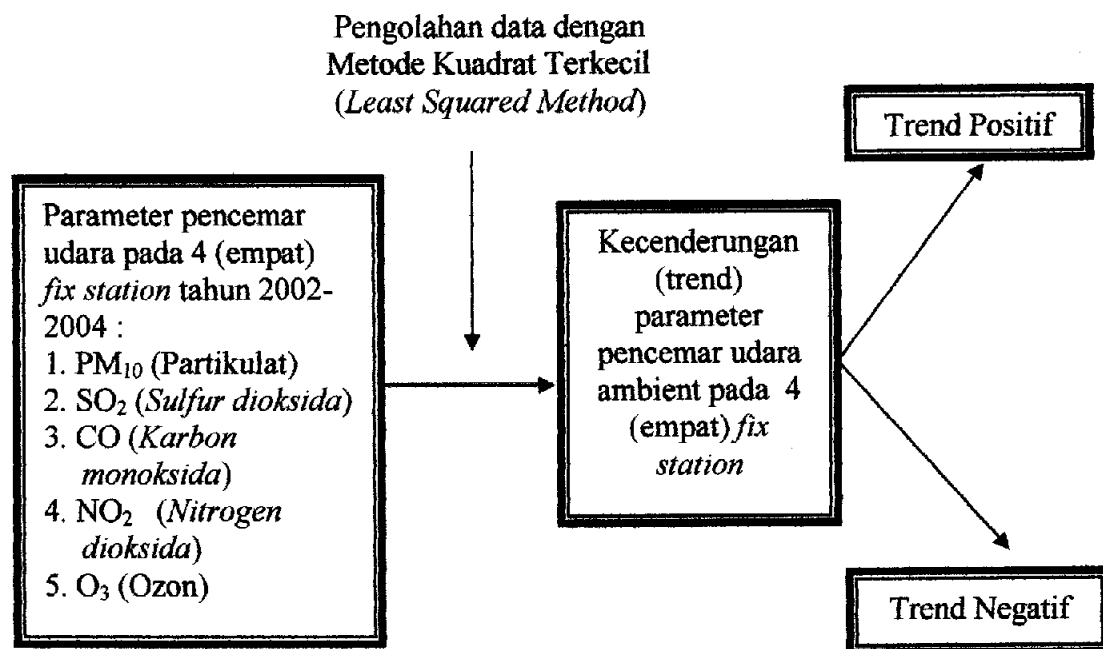 Pengolahan data dengan
Metode Kuadrat Terkecil
(Least Squared Method)
Parameter pencemar
udara pada 4 (empat)
fix station tahun 2002-
2004 :
1. PM₁₀ (Partikulat)
2. SO₂ (Sulfur dioksida)
3. CO (Karbon
monoksida)
4. NO₂ (Nitrogen
dioksida)
5. O₃ (Ozon)
Kecenderungan
(trend)
parameter
pencemar udara
ambient pada 4
(empat) fix
station
Trend Positif
Trend Negatif